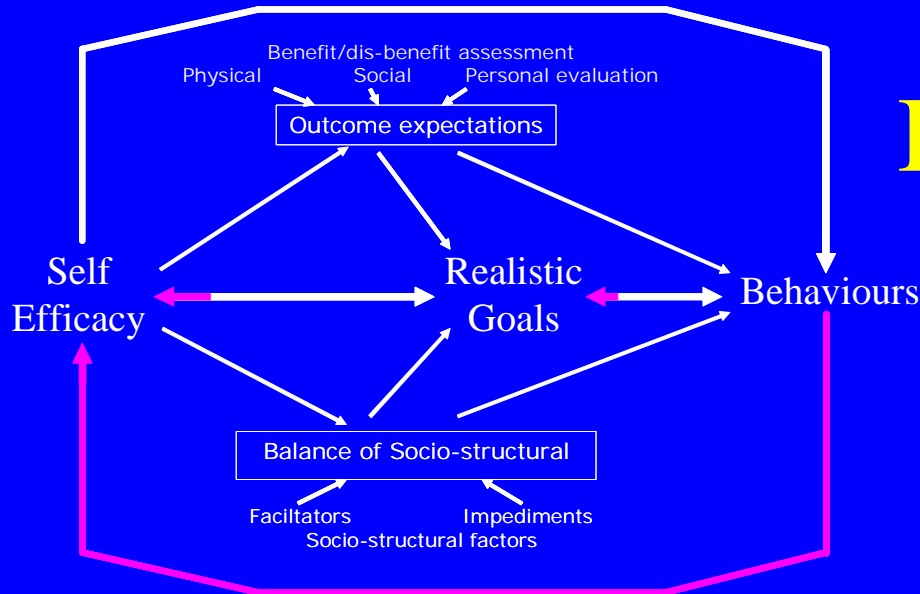 Benefit/dis-benefit assessment
Physical Social Personal evaluation
Outcome expectations
Self
Efficacy
Realistic
Goals
Behaviours
Balance of Socio-structural
Faciltators Impediments
Socio-structural factors